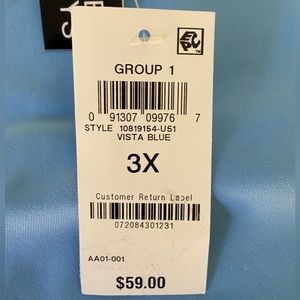 GROUP 1
0 91307 09976 7
STYLE 10819154-U51
VISTA BLUE
3X
Customer Return Label
072084301231
AA01-001
$59.00